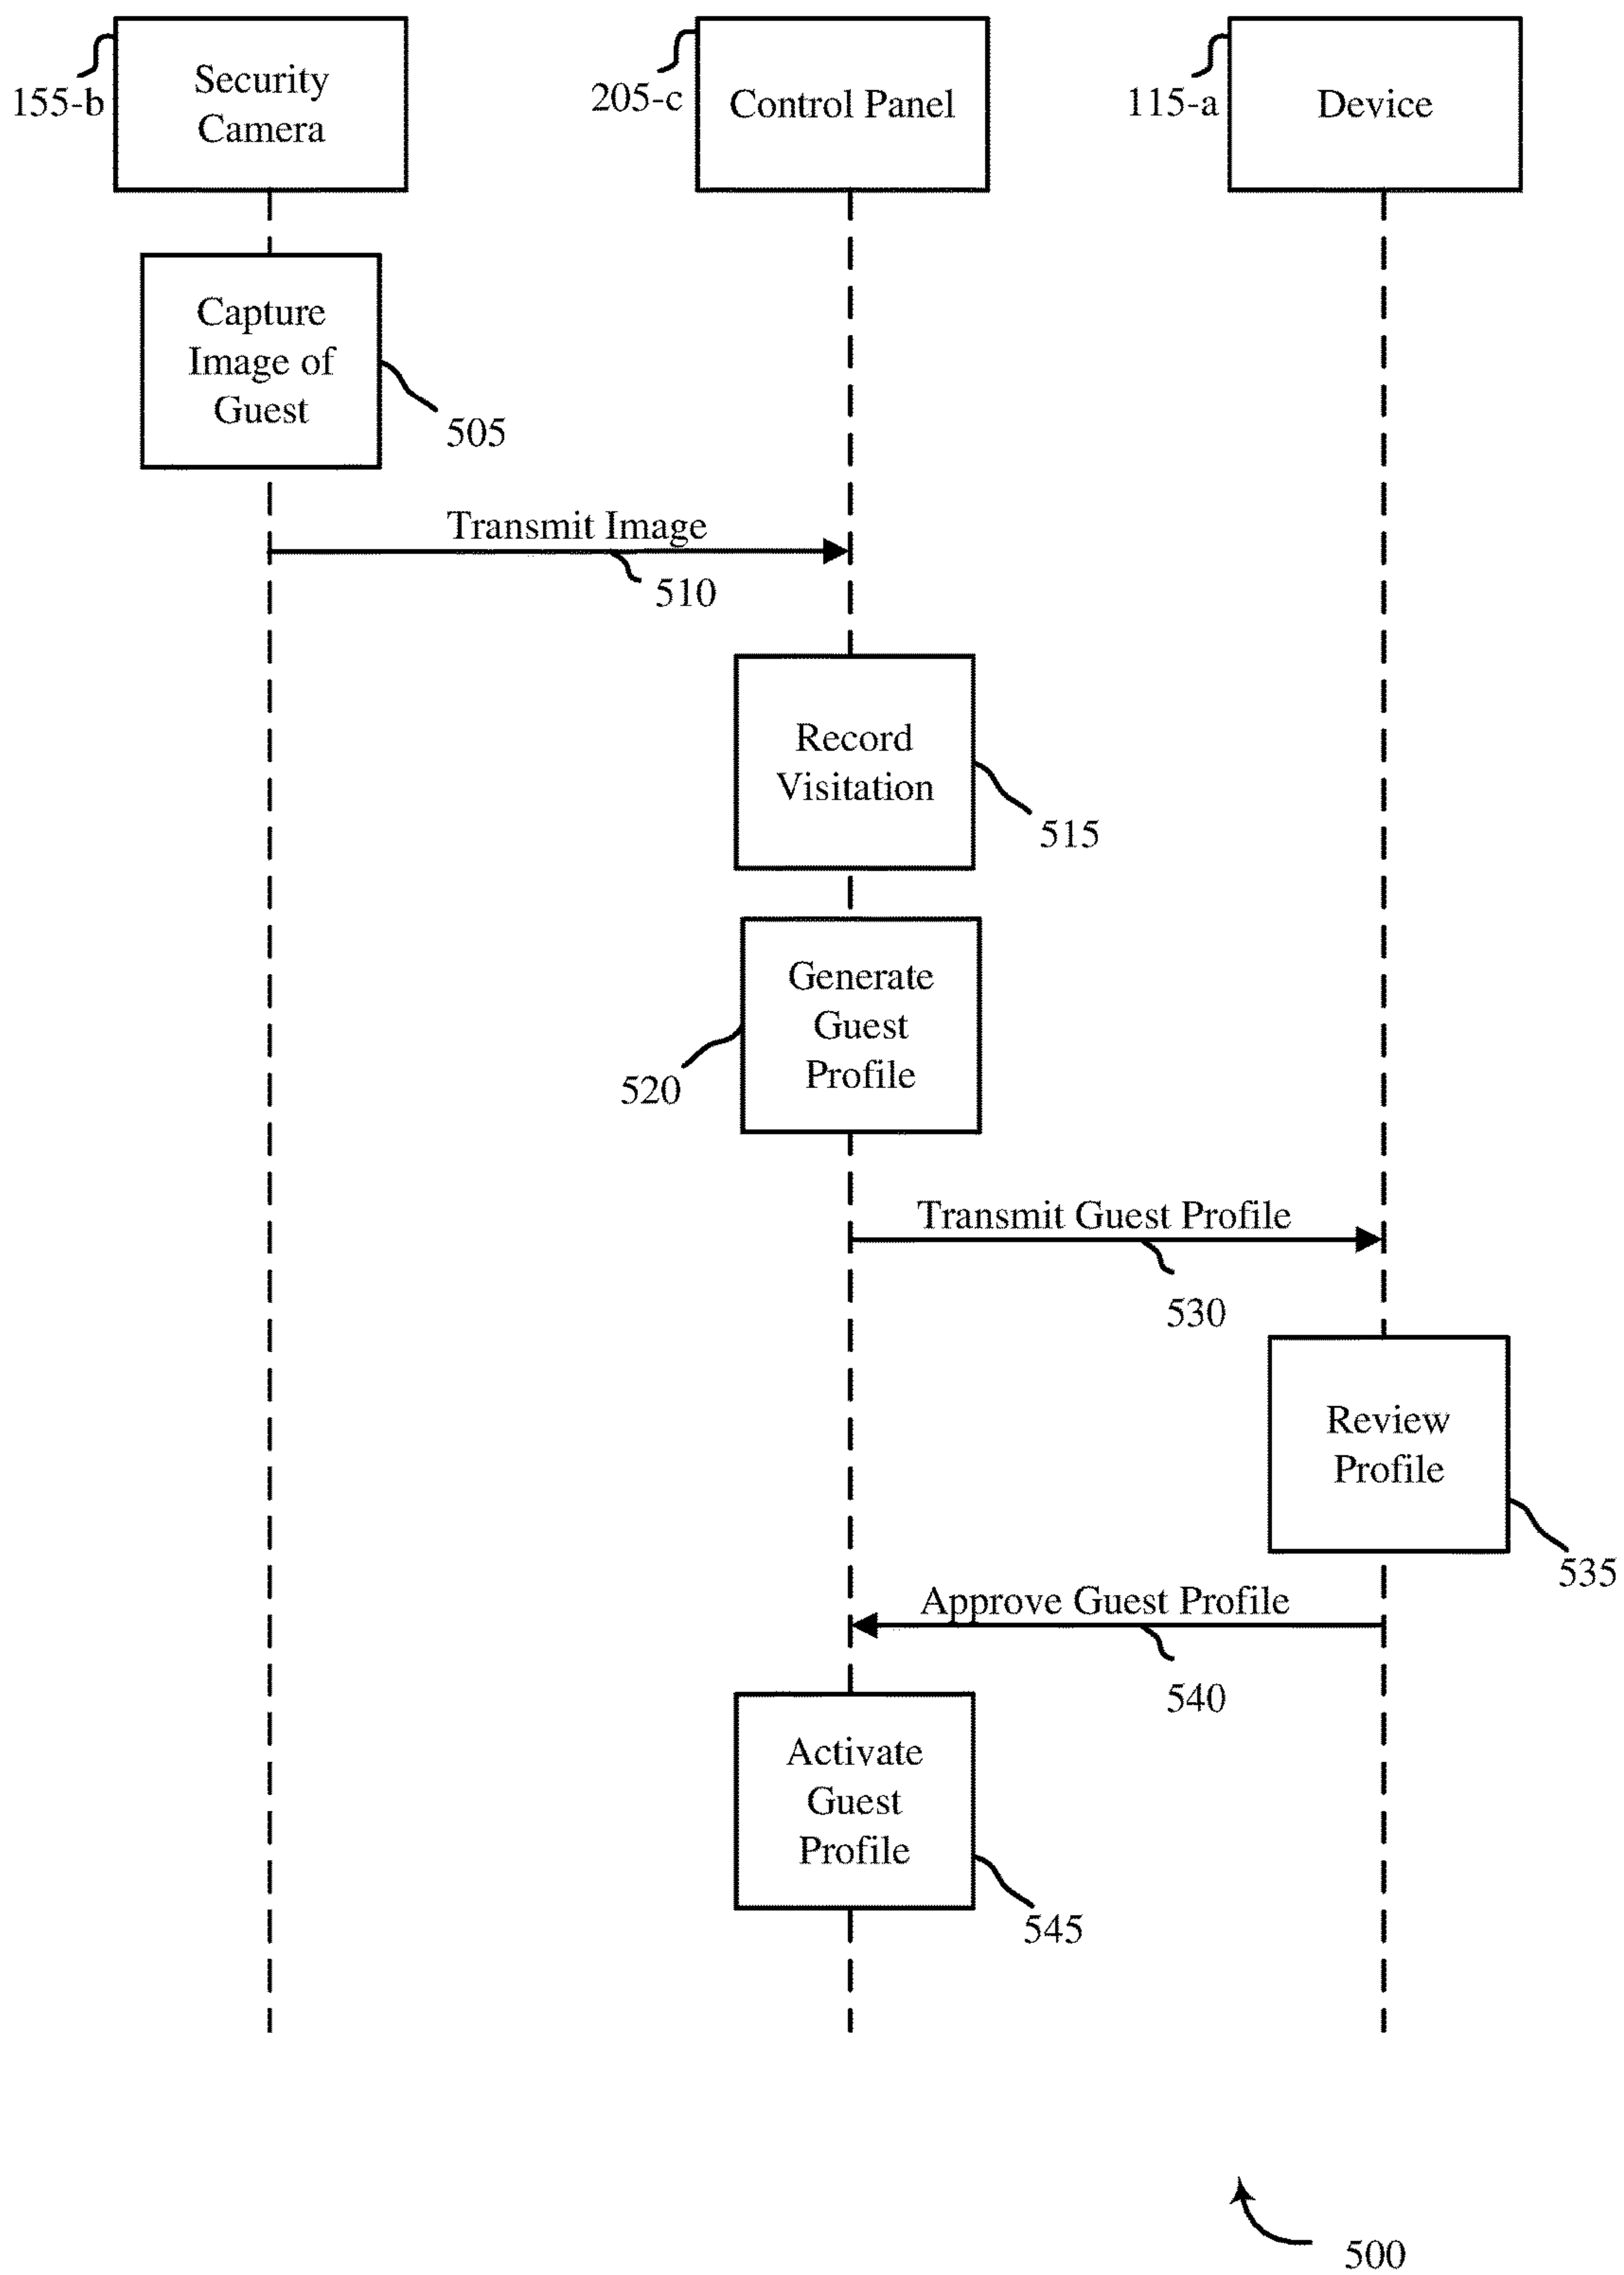 155-b
Security
Camera
205-c
Control Panel
115-a
Device
Capture
Image of
Guest
505
Transmit Image
510
Record
Visitation
515
Generate
Guest
Profile
520
Transmit Guest Profile
530
Review
Profile
535
Approve Guest Profile
540
Activate
Guest
Profile
545
500